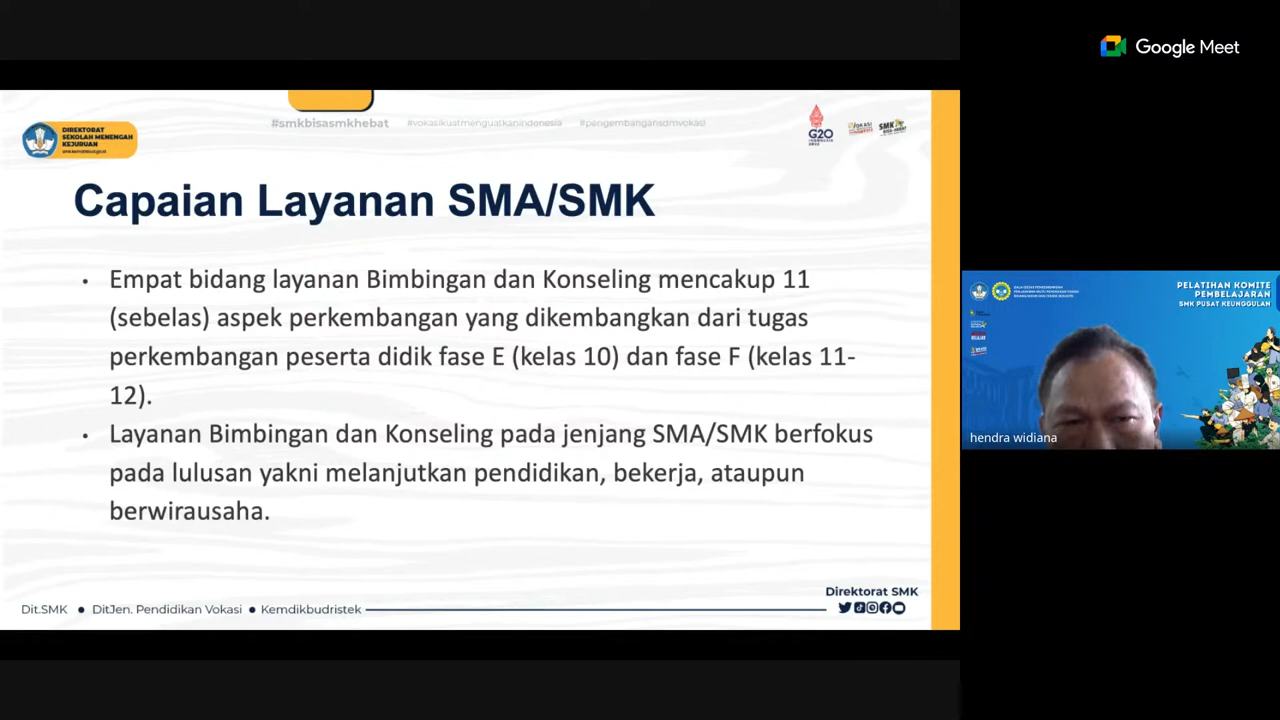 Google Meet
#smkbisasmkhebat #vokasikuatmenguatkanindonesia #pengembangansdmvokasi
DIREKTORAT
SEKOLAH MENENGAH
KEJURUAN
G20
Capaian Layanan SMA/SMK
• Empat bidang layanan Bimbingan dan Konseling mencakup 11
(sebelas) aspek perkembangan yang dikembangkan dari tugas
perkembangan peserta didik fase E (kelas 10) dan fase F (kelas 11-
12).
• Layanan Bimbingan dan Konseling pada jenjang SMA/SMK berfokus
pada lulusan yakni melanjutkan pendidikan, bekerja, ataupun
berwirausaha.
Direktorat SMK
Dit.SMK • DitJen. Pendidikan Vokasi • Kemdikbudristek
PELATIHAN KOMITE
PEMBELAJARAN
SMK PUSAT KEUNGGULAN
hendra widiana